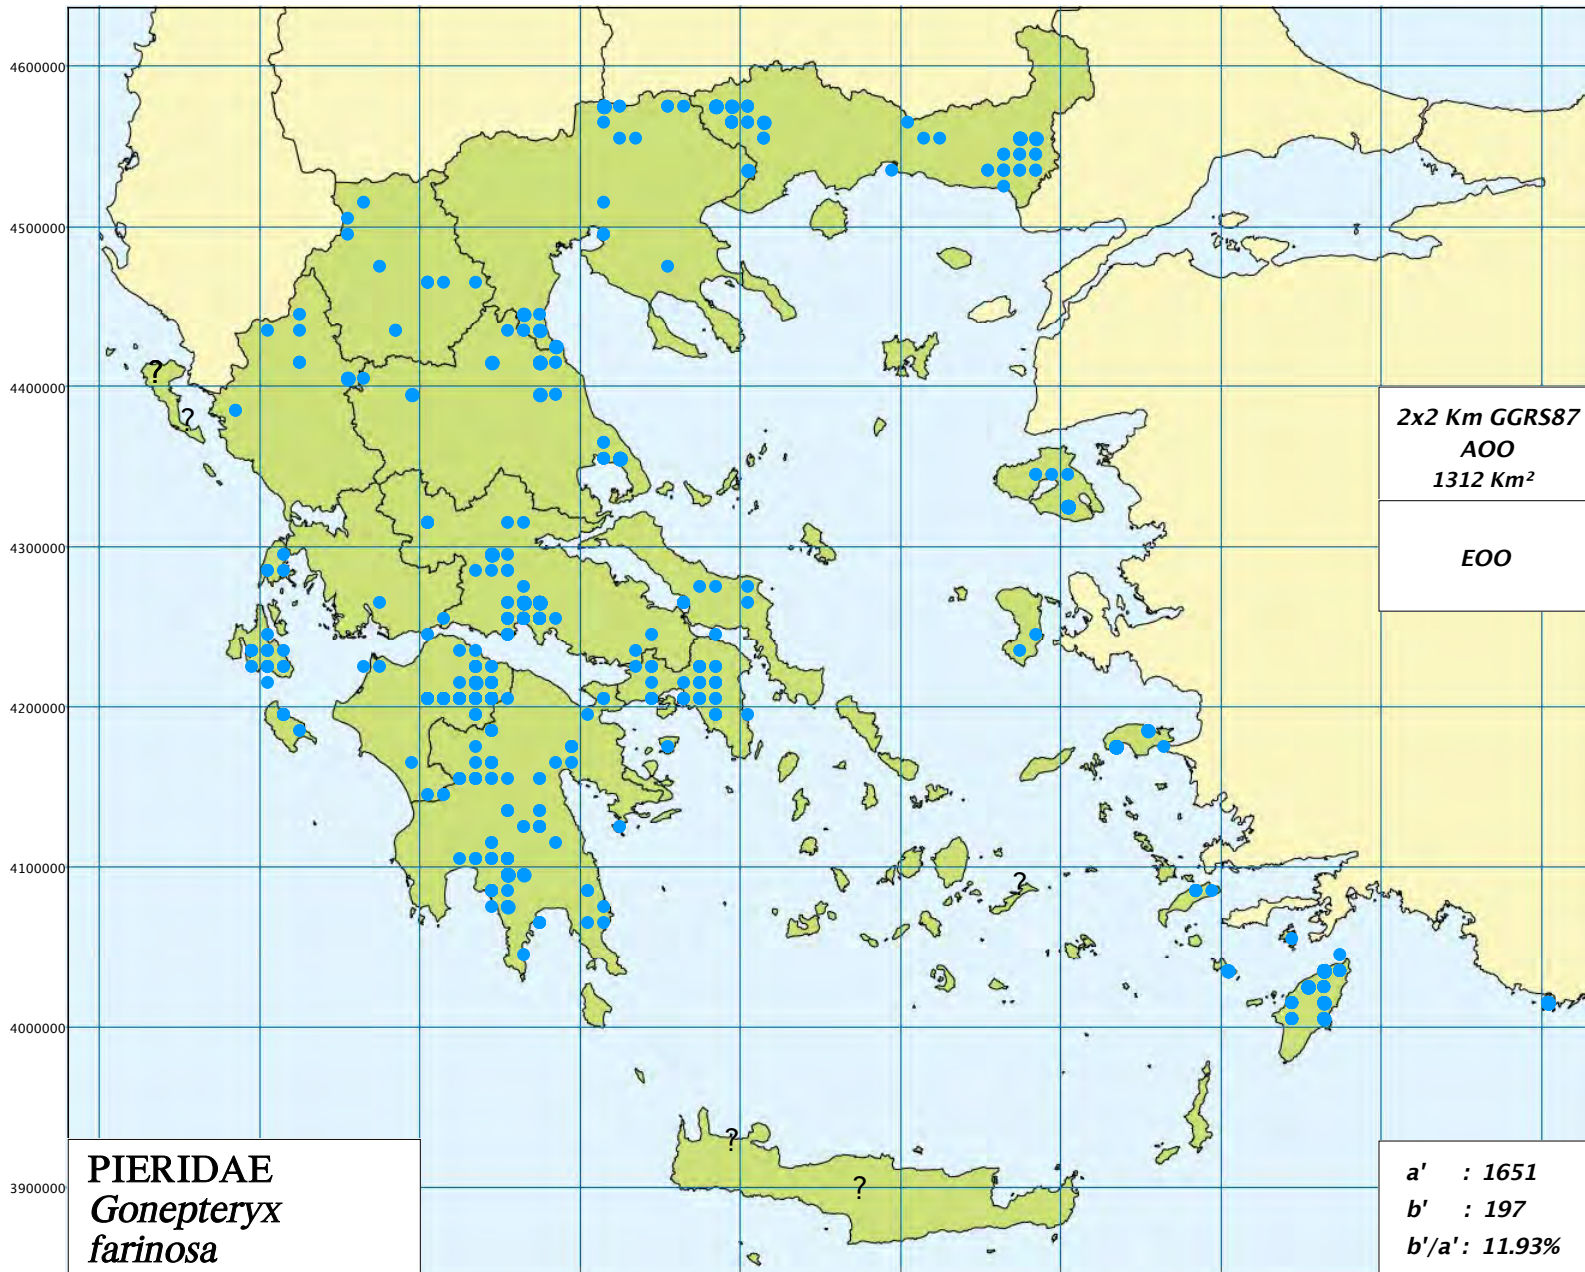 4600000
4500000
4400000
4300000
4200000
4100000
4000000
3900000
?
?
?
?
?
2x2 Km GGRS87
AOO
1312 Km²
EOO
PIERIDAE
Gonepteryx
farinosa
a' : 1651
b' : 197
b'/a' : 11.93%